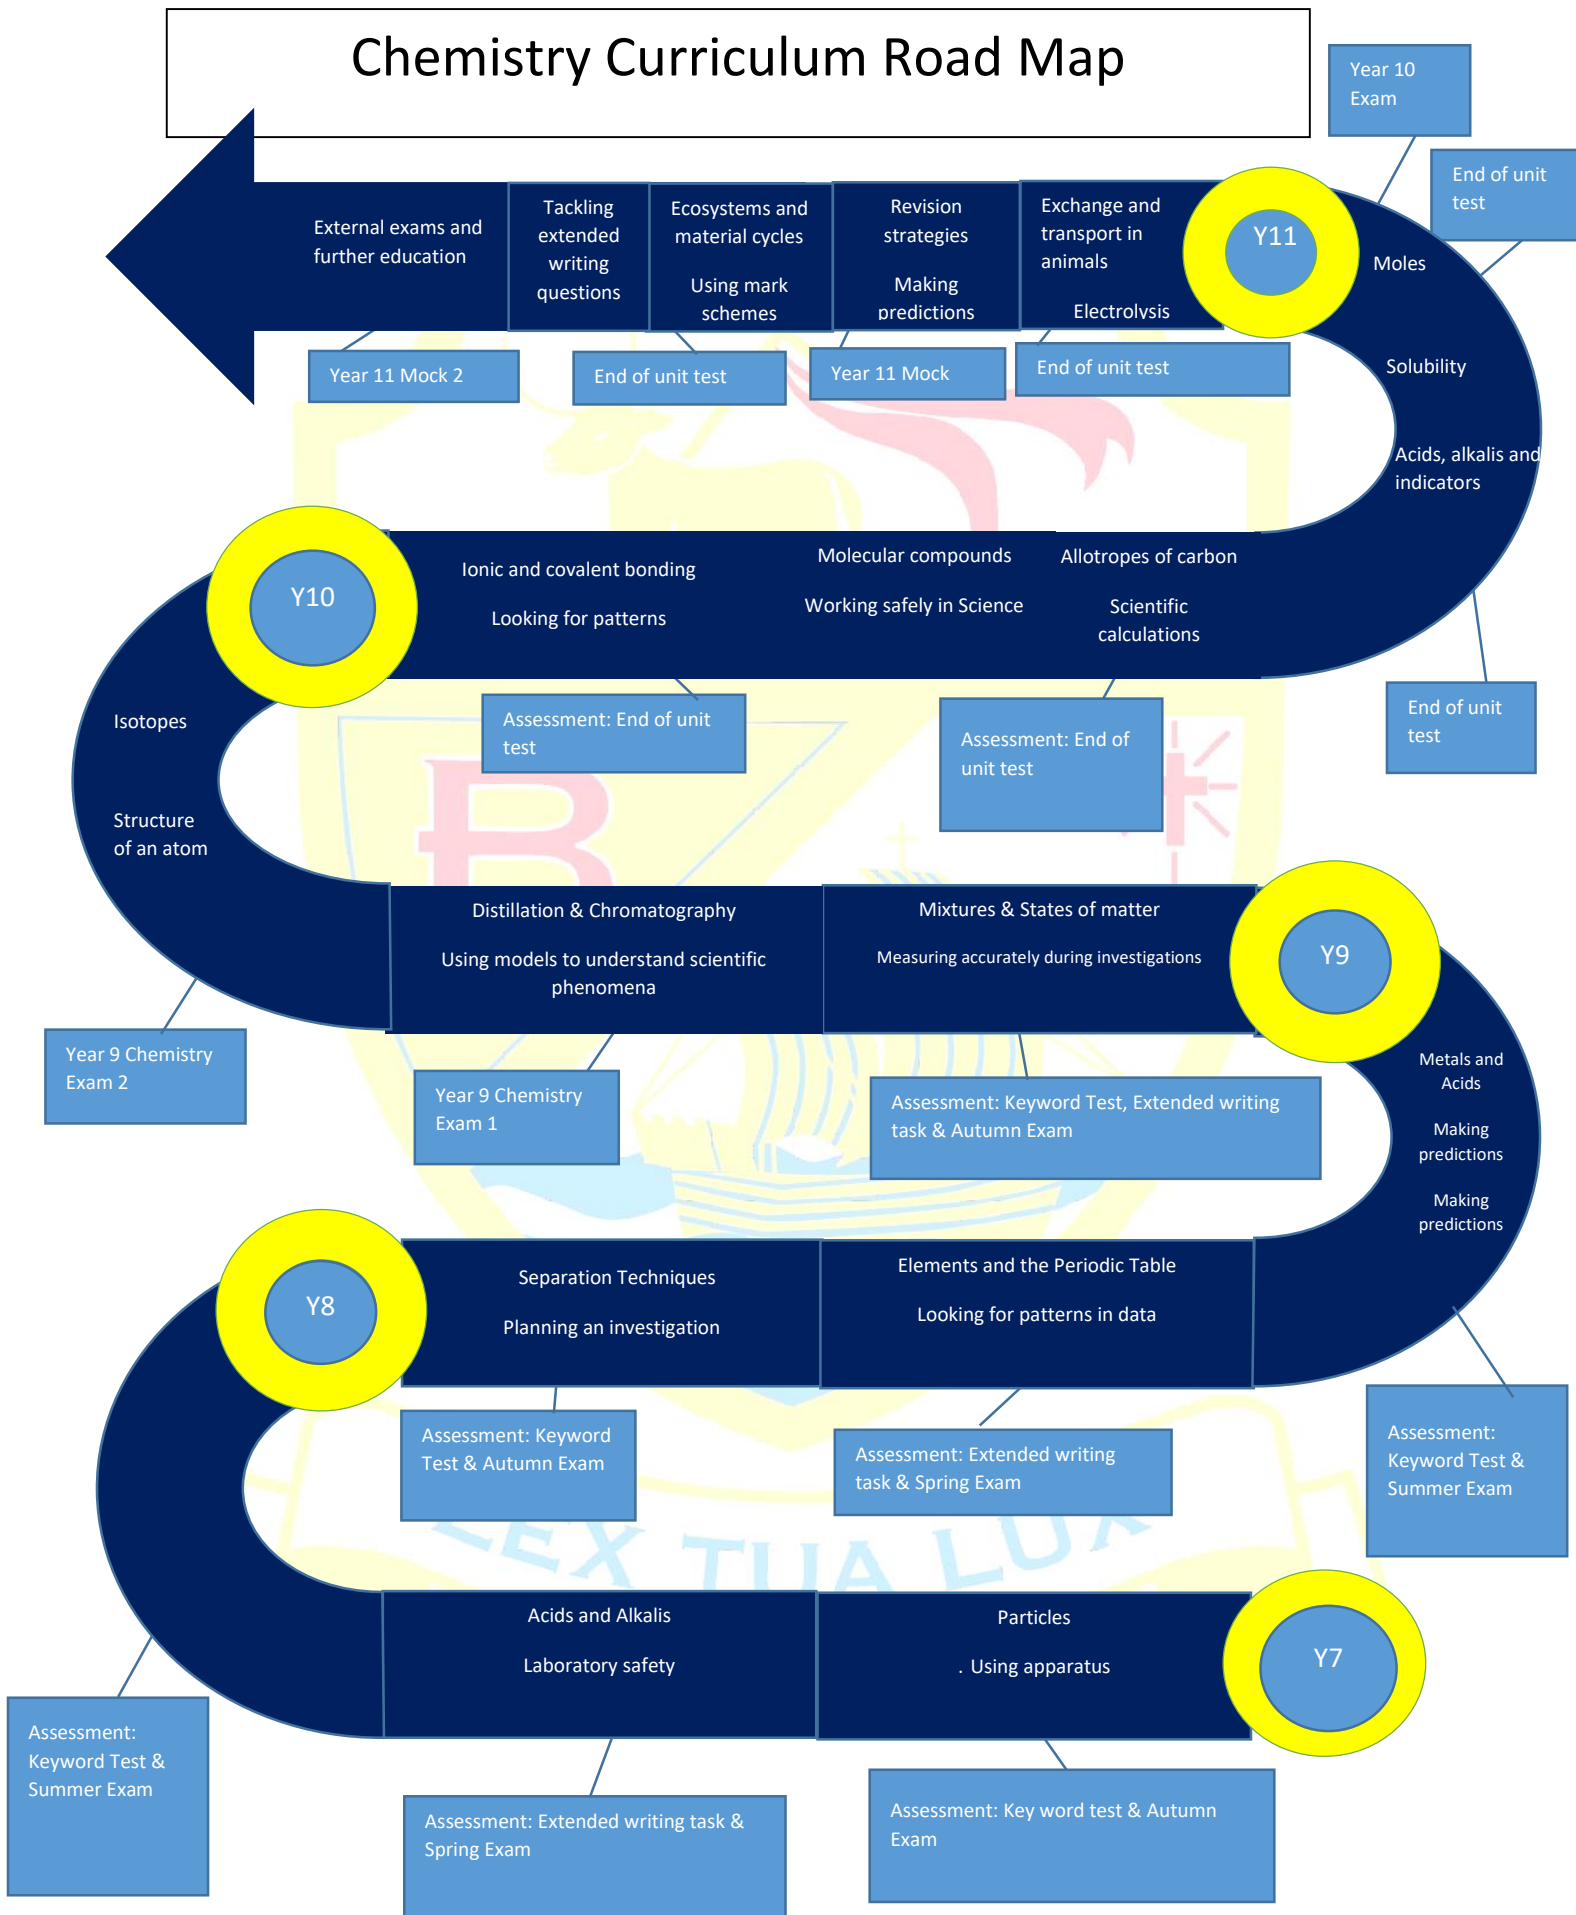 Chemistry Curriculum Road Map
Year 10
Exam
End of unit
test
External exams and
further education
Tackling
extended
writing
questions
Ecosystems and
material cycles
Using mark
schemes
Revision
strategies
Making
predictions
Exchange and
transport in
animals
Electrolysis
Y11
Moles
Solubility
Acids, alkalis and
indicators
Year 11 Mock 2
End of unit test
Year 11 Mock
End of unit test
Y10
Ionic and covalent bonding
Looking for patterns
Molecular compounds
Working safely in Science
Allotropes of carbon
Scientific
calculations
Assessment: End of unit
test
Assessment: End of
unit test
End of unit
test
Isotopes
Structure
of an atom
Distillation & Chromatography
Using models to understand scientific
phenomena
Mixtures & States of matter
Measuring accurately during investigations
Y9
Year 9 Chemistry
Exam 2
Year 9 Chemistry
Exam 1
Assessment: Keyword Test, Extended writing
task & Autumn Exam
Metals and
Acids
Making
predictions
Making
predictions
Y8
Separation Techniques
Planning an investigation
Elements and the Periodic Table
Looking for patterns in data
Assessment: Keyword
Test & Autumn Exam
Assessment: Extended writing
task & Spring Exam
Assessment:
Keyword Test &
Summer Exam
LEX TUA LUX
Acids and Alkalis
Laboratory safety
Particles
. Using apparatus
Y7
Assessment:
Keyword Test &
Summer Exam
Assessment: Extended writing task &
Spring Exam
Assessment: Key word test & Autumn
Exam